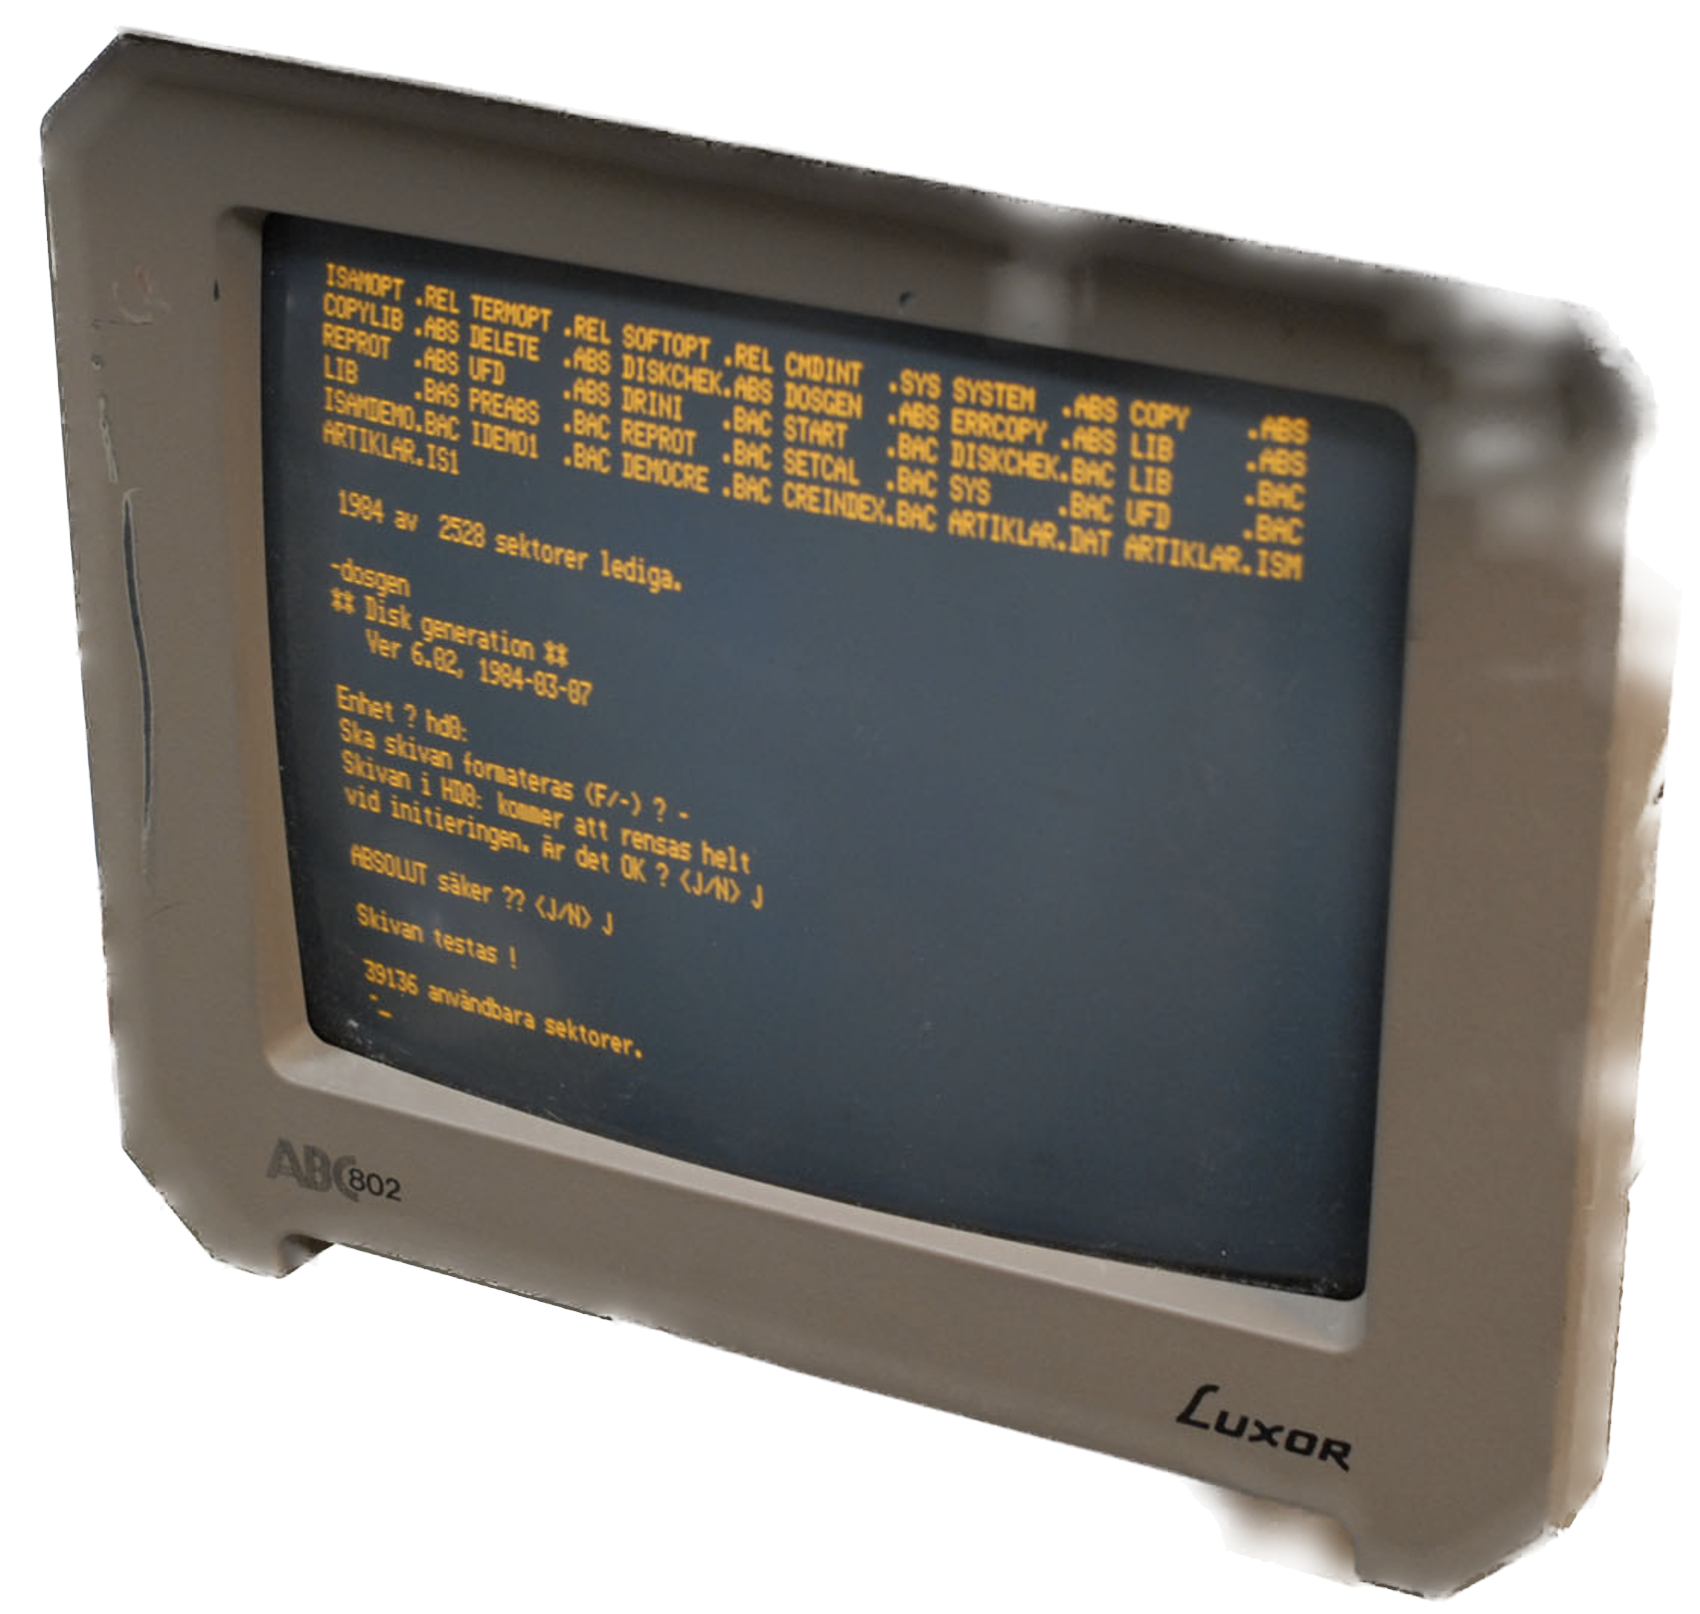 ISAMOPT .REL TERMOPT .REL SOFTOPT .REL CMDINT  .SYS SYSTEM  .ABS COPY    .ABS
COPYLIB .ABS DELETE  .ABS DISKCHEK.ABS DOSGEN  .ABS ERRCOPY .ABS LIB     .ABS
REPROT  .ABS UFD     .ABS DRINI   .BAC START   .BAC DISKCHEK.BAC LIB     .BAC
LIB     .BAS PREABS  .BAC REPROT  .BAC SETCAL  .BAC SYS     .BAC UFD     .BAC
ISAMDEMO.BAC IDEMO1  .BAC DEMOCRE .BAC CREINDEX.BAC ARTIKLAR.DAT ARTIKLAR.ISM
ARTIKLAR.IS1
1984 av  2528 sektorer lediga.
-dosgen
** Disk generation **
Ver 6.02, 1984-03-07
Enhet ? hd0:
Ska skivan formateras (F/-) ? -
Skivan i HD0: kommer att rensas helt
vid initieringen. Är det OK ? (J/N) J
ABSOLUT säker ?? (J/N) J
Skivan testas !
39136 användbara sektorer.
-_
ABC802
LUXOR